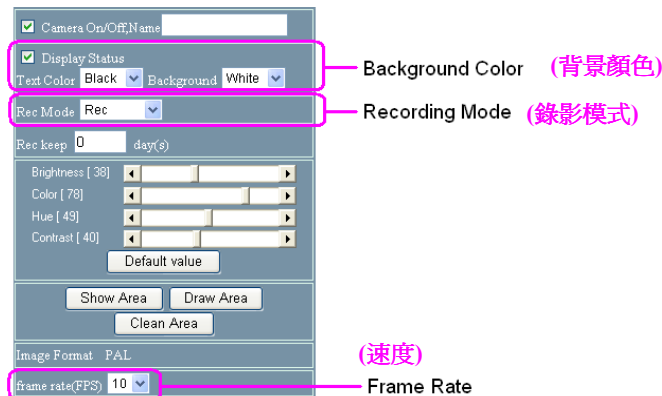 Camera On/Off,Name
Display Status
Text Color Black Background White
Background Color (背景顏色)
Rec Mode Rec
Recording Mode (錄影模式)
Rec keep 0 day(s)
Brightness [ 38]
Color [ 78]
Hue [ 49]
Contrast [ 40]
Default value
Show Area Draw Area
Clean Area
Image Format PAL
(速度)
frame rate(FPS) 10
Frame Rate